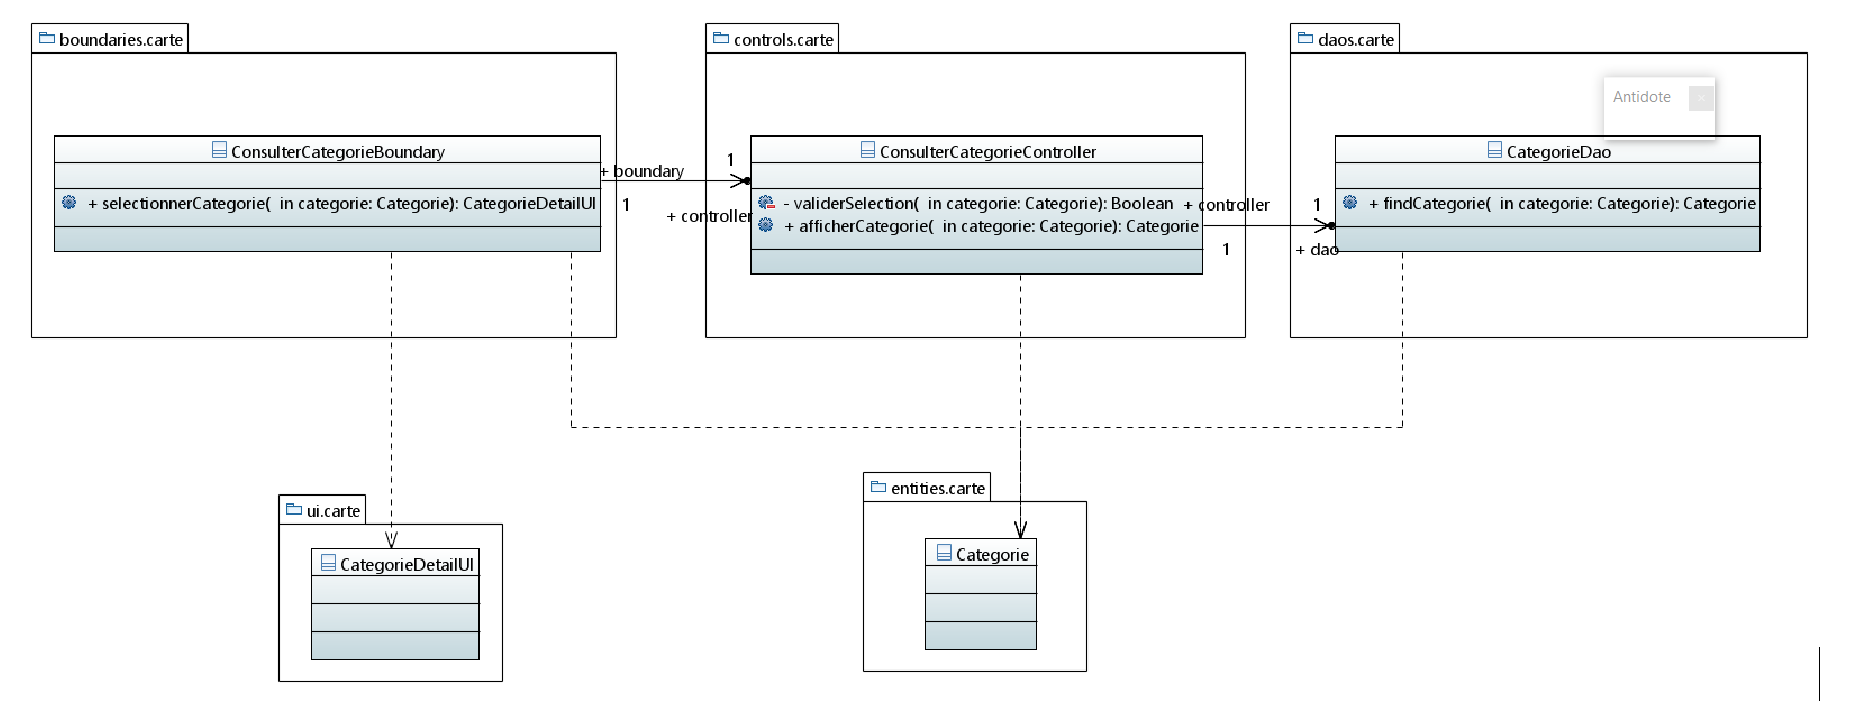 boundaries.carte
controls.carte
daos.carte
Antidote
×
ConsulterCategorieBoundary
+ selectionnerCategorie( in categorie: Categorie): CategorieDetailUI
+ boundary
1
1
+ controller
ConsulterCategorieController
- validerSelection( in categorie: Categorie): Boolean
+ afficherCategorie( in categorie: Categorie): Categorie
+ controller
1
1
+ dao
CategorieDao
+ findCategorie( in categorie: Categorie): Categorie
ui.carte
CategorieDetailUI
entities.carte
Categorie